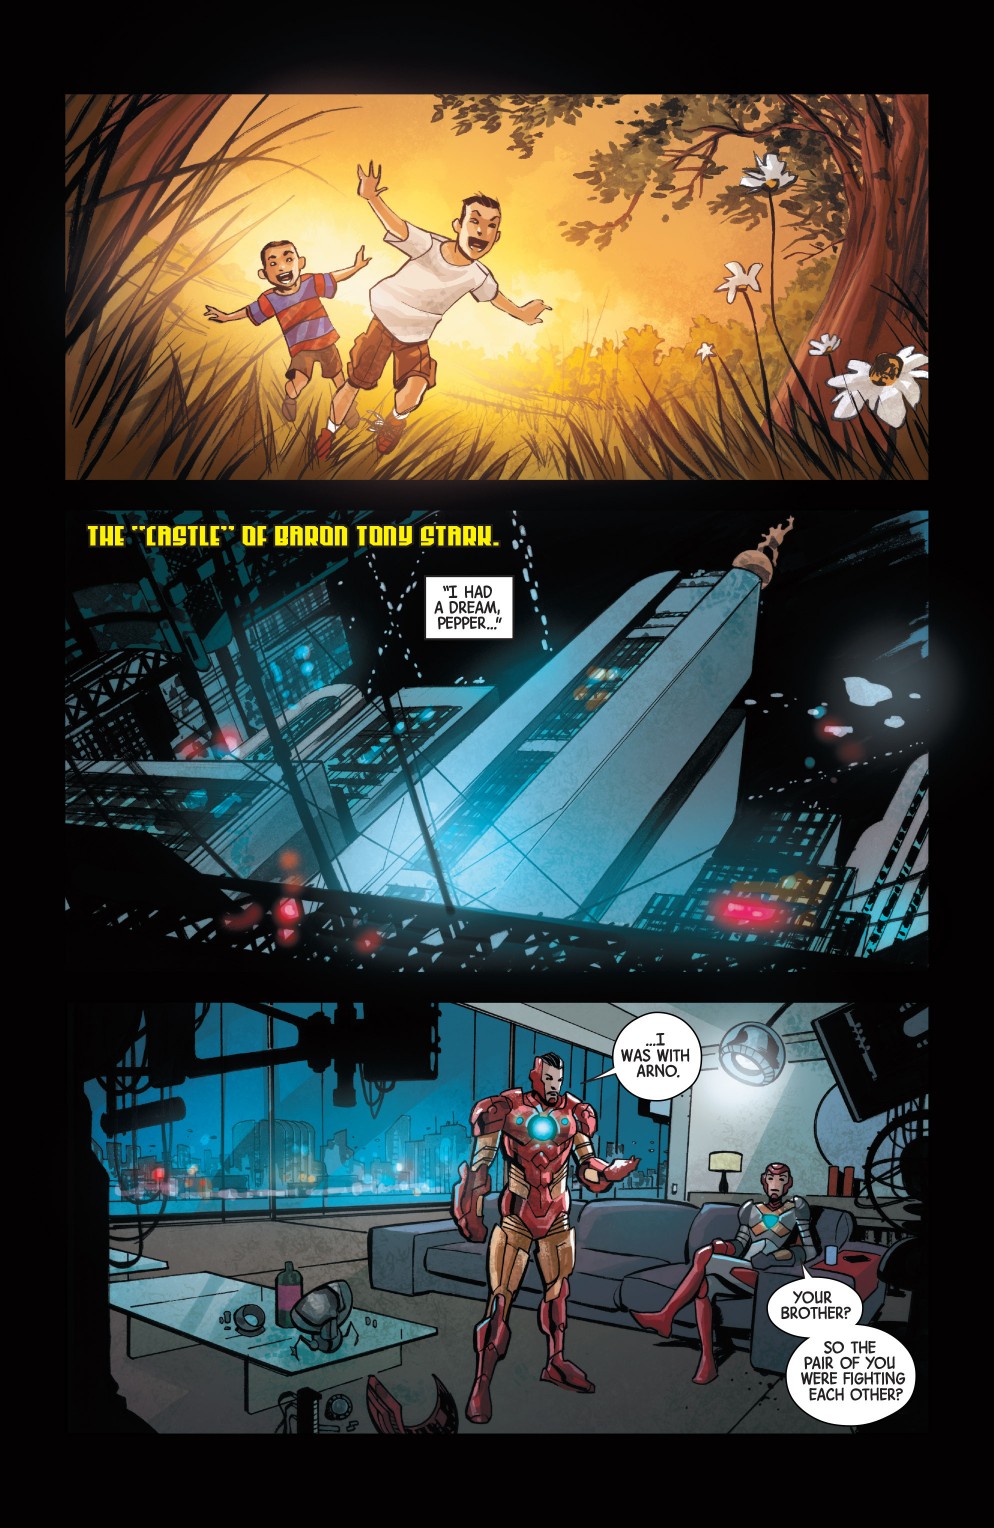 THE "CASTLE" OF BARON TONY STARK.
"I HAD
A DREAM,
PEPPER..."
...I
WAS WITH
ARNO.
YOUR
BROTHER?
SO THE
PAIR OF YOU
WERE FIGHTING
EACH OTHER?